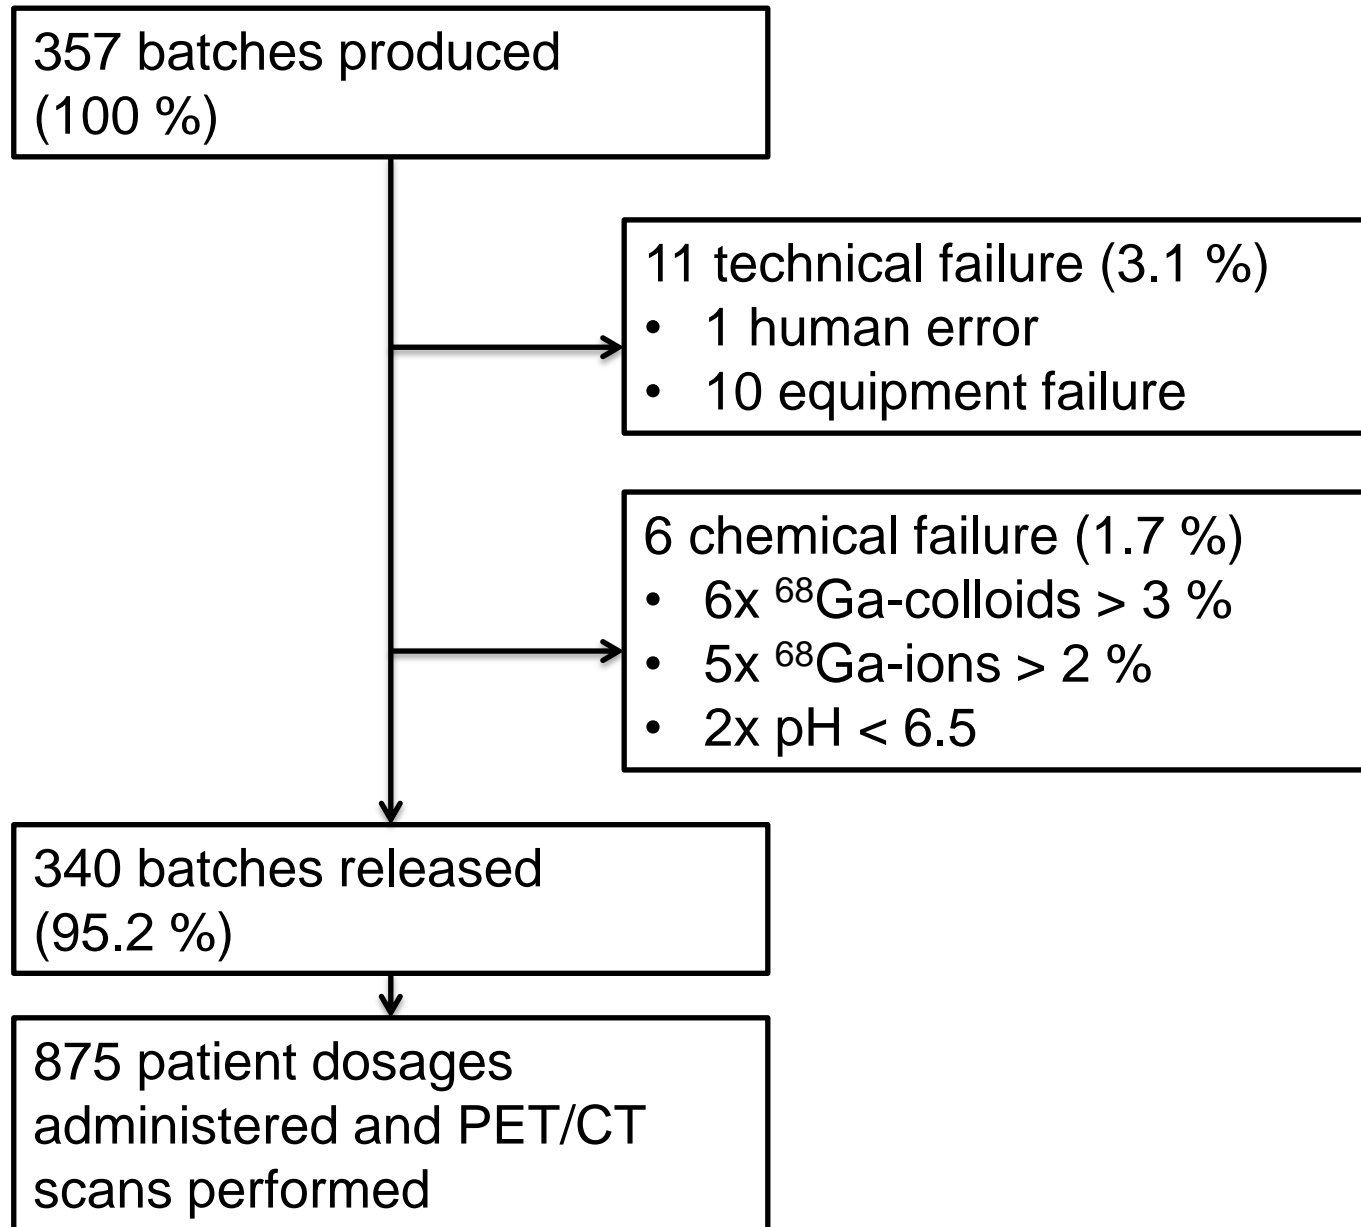 357 batches produced
(100 %)
11 technical failure (3.1 %)
• 1 human error
• 10 equipment failure
6 chemical failure (1.7 %)
• 6x ⁶⁸Ga-colloids > 3 %
• 5x ⁶⁸Ga-ions > 2 %
• 2x pH < 6.5
340 batches released
(95.2 %)
875 patient dosages
administered and PET/CT
scans performed